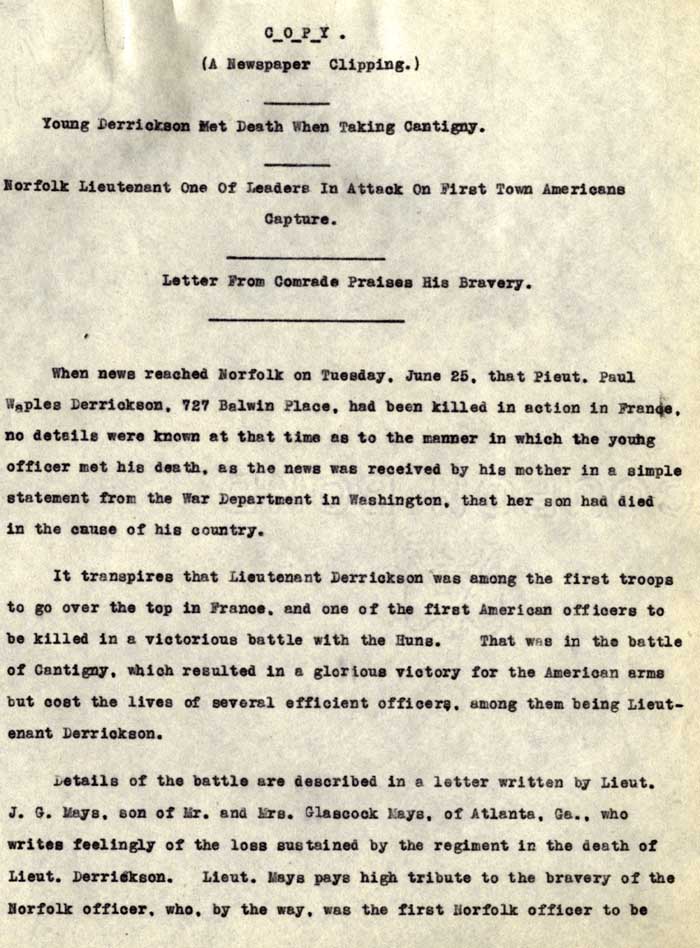 C_O_P_Y .
(A Newspaper Clipping.)
Young Derrickson Met Death When Taking Cantigny.
Norfolk Lieutenant One Of Leaders In Attack On First Town Americans
Capture.
Letter From Comrade Praises His Bravery.
When news reached Norfolk on Tuesday, June 25, that Pieut. Paul
Waples Derrickson, 727 Balwin Place, had been killed in action in France,
no details were known at that time as to the manner in which the young
officer met his death, as the news was received by his mother in a simple
statement from the War Department in Washington, that her son had died
in the cause of his country.
It transpires that Lieutenant Derrickson was among the first troops
to go over the top in France, and one of the first American officers to
be killed in a victorious battle with the Huns. That was in the battle
of Cantigny, which resulted in a glorious victory for the American arms
but cost the lives of several efficient officers, among them being Lieut-
enant Derrickson.
Details of the battle are described in a letter written by Lieut.
J. G. Mays, son of Mr. and Mrs. Glascock Mays, of Atlanta, Ga., who
writes feelingly of the loss sustained by the regiment in the death of
Lieut. Derrickson. Lieut. Mays pays high tribute to the bravery of the
Norfolk officer, who, by the way, was the first Norfolk officer to be